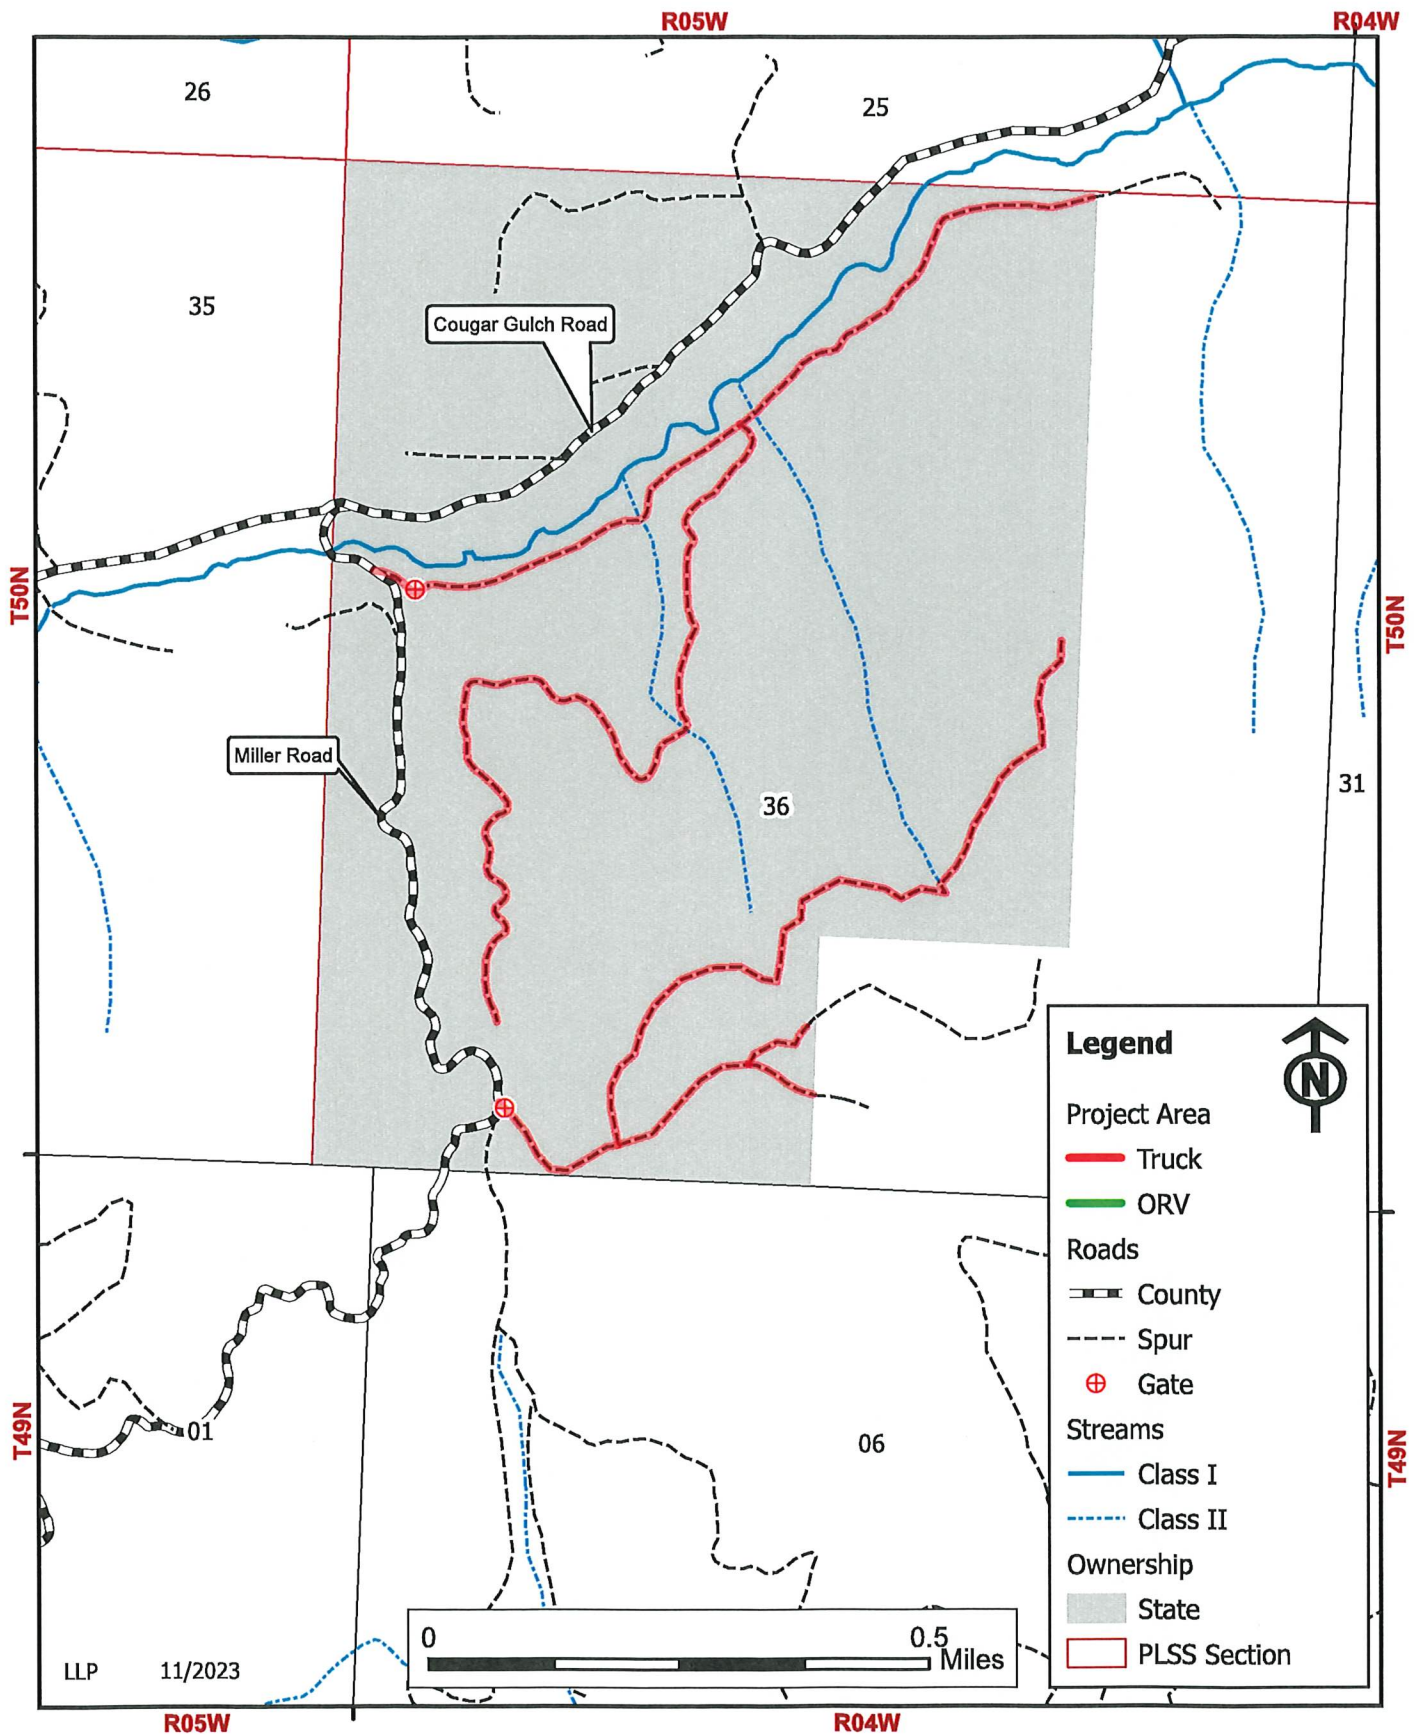 R05W
R04W
26
25
35
Cougar Gulch Road
T50N
T50N
Miller Road
36
31
Legend
N
Project Area
Truck
ORV
Roads
County
Spur
Gate
Streams
Class I
Class II
Ownership
State
PLSS Section
T49N
01
06
T49N
0
0.5
Miles
LLP 11/2023
R05W
R04W